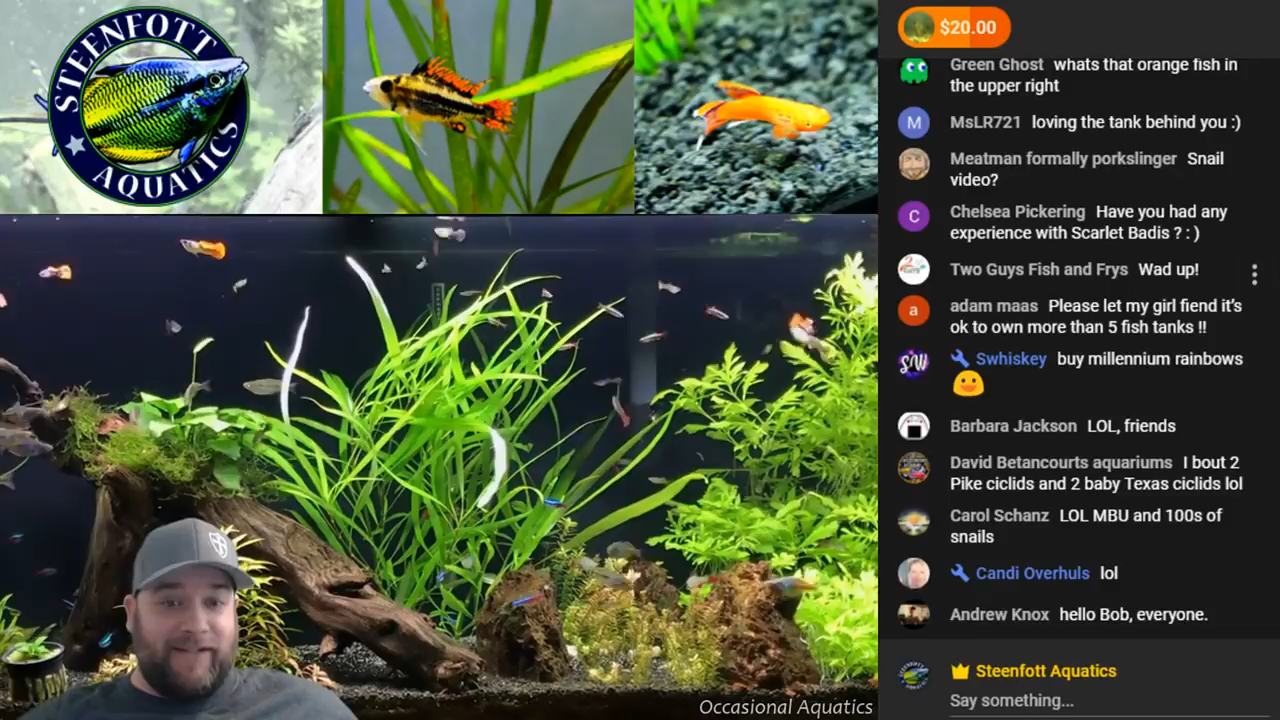 STEENFOTT
AQUATICS
Occasional Aquatics
$20.00
Green Ghost whats that orange fish in
the upper right
M MsLR721 loving the tank behind you :)
Meatman formally porkslinger Snail
video?
C Chelsea Pickering Have you had any
experience with Scarlet Badis ? : )
Two Guys Fish and Frys Wad up!
a adam maas Please let my girl fiend it's
ok to own more than 5 fish tanks !!
SW Swhiskey buy millennium rainbows
Barbara Jackson LOL, friends
David Betancourts aquariums I bout 2
Pike ciclids and 2 baby Texas ciclids lol
Carol Schanz LOL MBU and 100s of
snails
Candi Overhuls lol
Andrew Knox hello Bob, everyone.
Steenfott Aquatics
Say something...